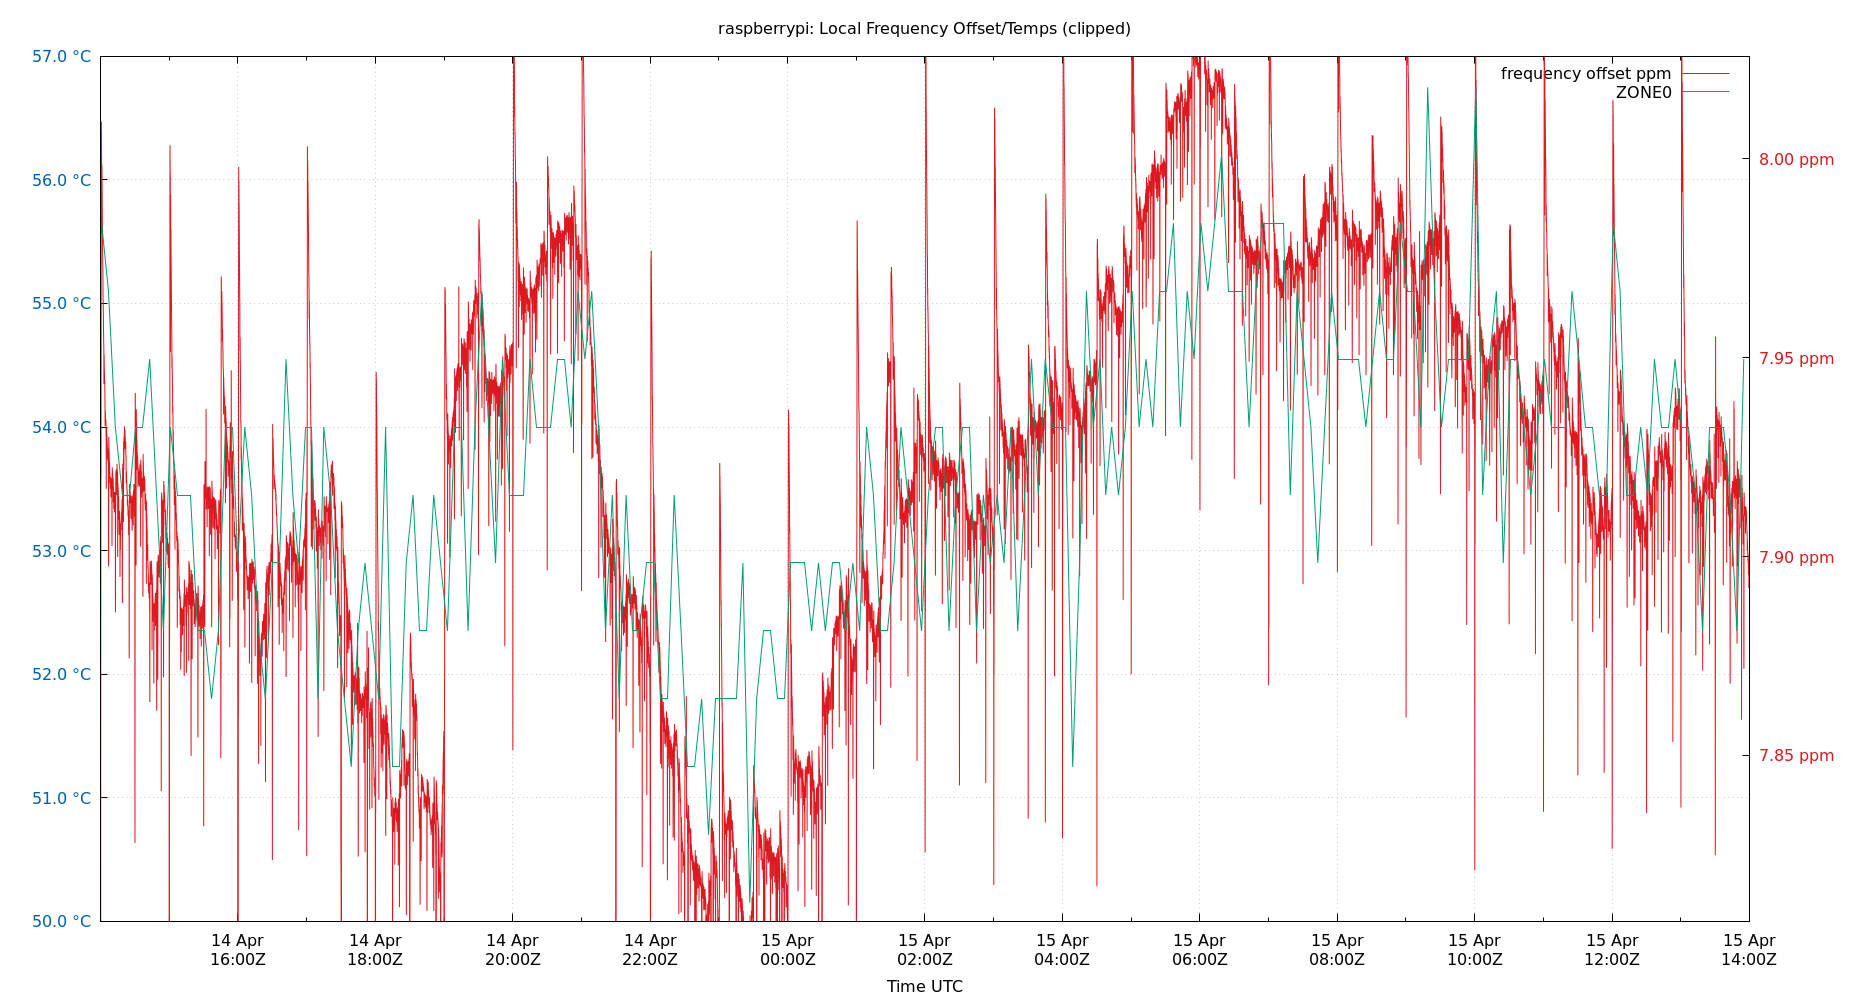 raspberrypi: Local Frequency Offset/Temps (clipped)
57.0 °C
56.0 °C
55.0 °C
54.0 °C
53.0 °C
52.0 °C
51.0 °C
50.0 °C
frequency offset ppm
ZONE0
8.00 ppm
7.95 ppm
7.90 ppm
7.85 ppm
14 Apr
16:00Z
14 Apr
18:00Z
14 Apr
20:00Z
14 Apr
22:00Z
15 Apr
00:00Z
15 Apr
02:00Z
15 Apr
04:00Z
15 Apr
06:00Z
15 Apr
08:00Z
15 Apr
10:00Z
15 Apr
12:00Z
15 Apr
14:00Z
Time UTC